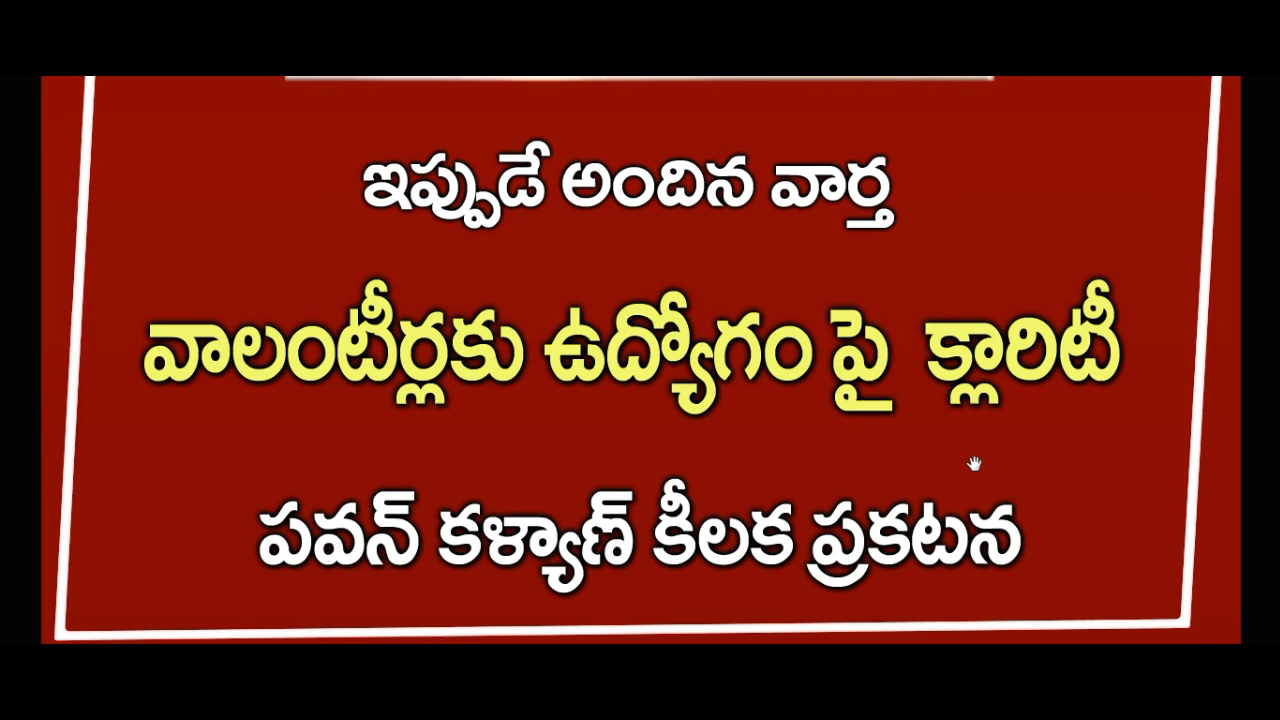 ఇప్పుడే అందిన వార్త
వాలంటీర్లకు ఉద్యోగం పై క్లారిటీ
పవన్ కళ్యాణ్ కీలక ప్రకటన